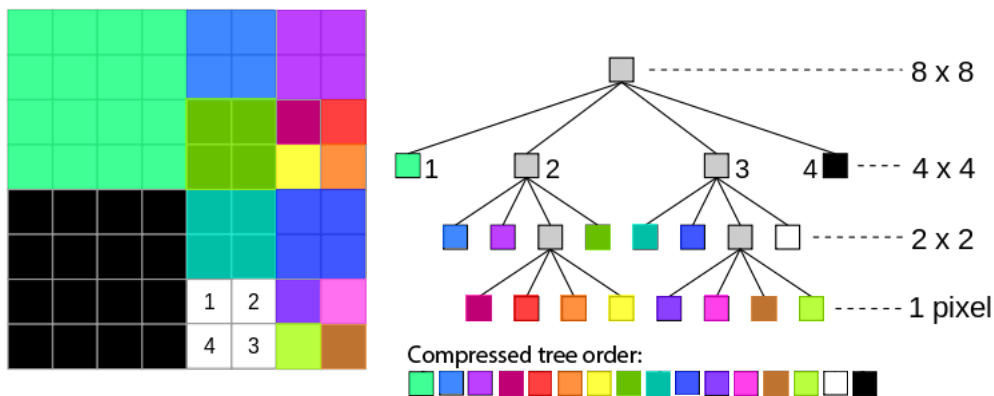 8 x 8
1 2 3 4 4 x 4
2 x 2
1 2
4 3
1 pixel
Compressed tree order: